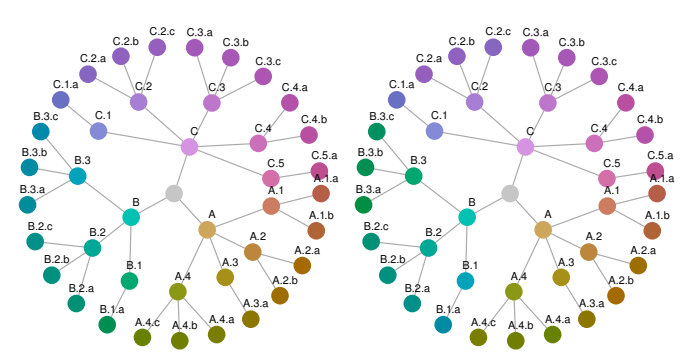 C.2.c C.3.a
C.2.b C.3.b
C.2.a C.3.c
C.1.a C.2 C.3 C.4.a
B.3.c C.1 C C.4 C.4.b
B.3.b B.3 C.5 C.5.a
B.3.a B A.1 A.1.a
B.2.c B.2 A A.1.b
B.2.b B.1 A.4 A.3 A.2 A.2.a
B.2.a A.2.b
B.1.a A.4.c A.4.b A.4.a A.3.a
C.2.c C.3.a
C.2.b C.3.b
C.2.a C.3.c
C.1.a C.2 C.3 C.4.a
B.3.c C.1 C C.4 C.4.b
B.3.b B.3 C.5 C.5.a
B.3.a B A.1 A.1.a
B.2.c B.2 A A.1.b
B.2.b B.1 A.4 A.3 A.2 A.2.a
B.2.a A.2.b
B.1.a A.4.c A.4.b A.4.a A.3.a